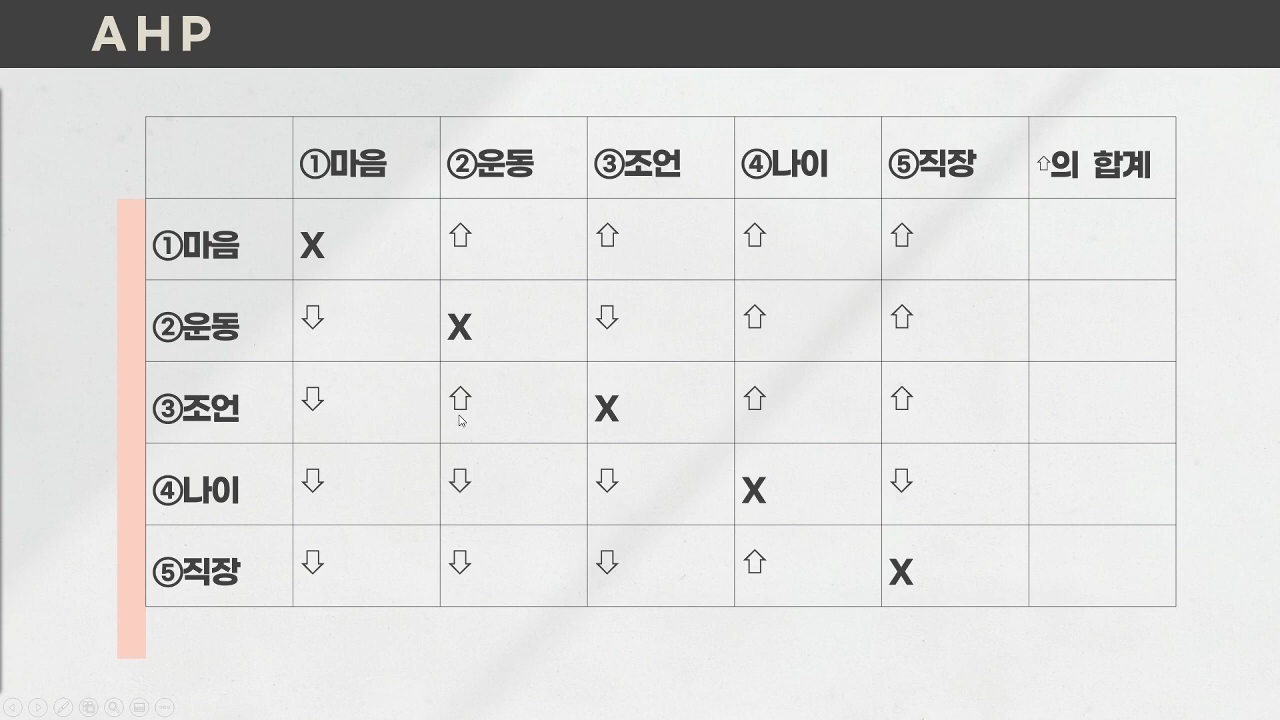 AHP
①마음 ②운동 ③조언 ④나이 ⑤직장 ⇧의 합계
①마음 X ⇧ ⇧ ⇧ ⇧
②운동 ⇩ X ⇩ ⇧ ⇧
③조언 ⇩ ⇧ X ⇧ ⇧
④나이 ⇩ ⇩ ⇩ X ⇩
⑤직장 ⇩ ⇩ ⇩ ⇧ X